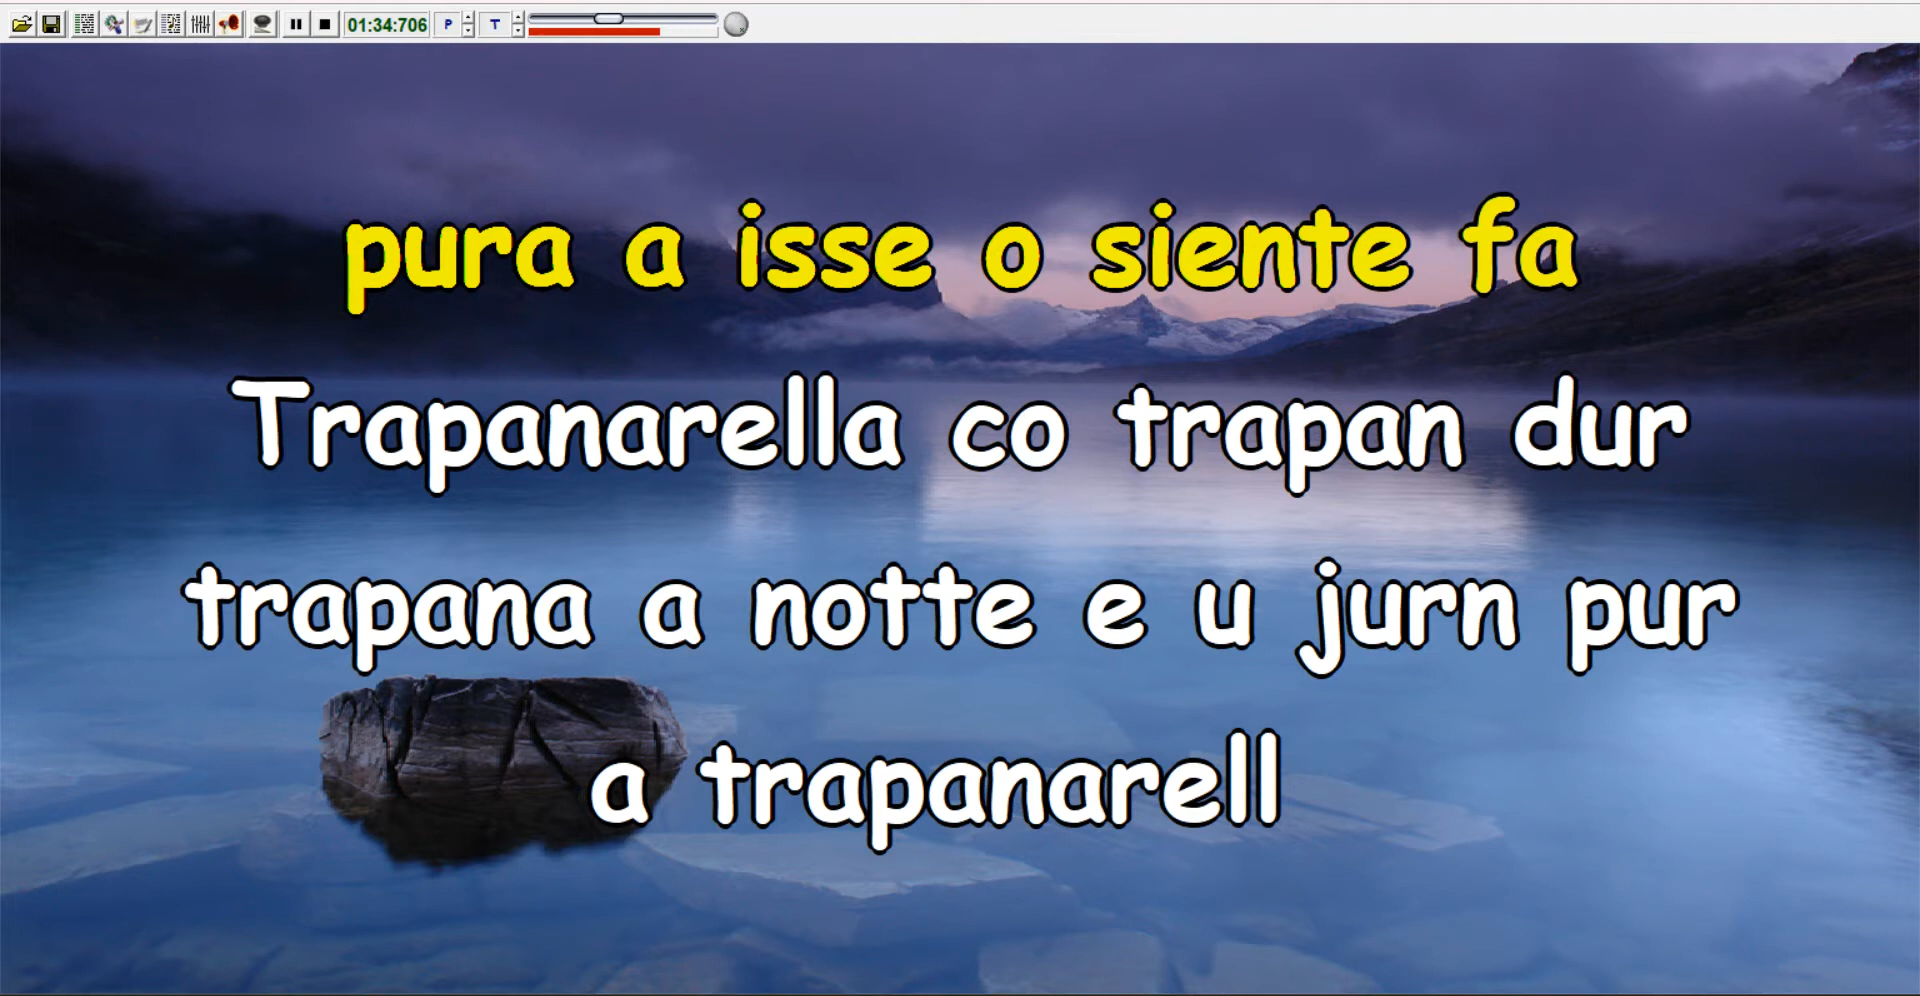 01:34:706 P T
pura a isse o siente fa
Trapanarella co trapan dur
trapana a notte e u jurn pur
a trapanarell